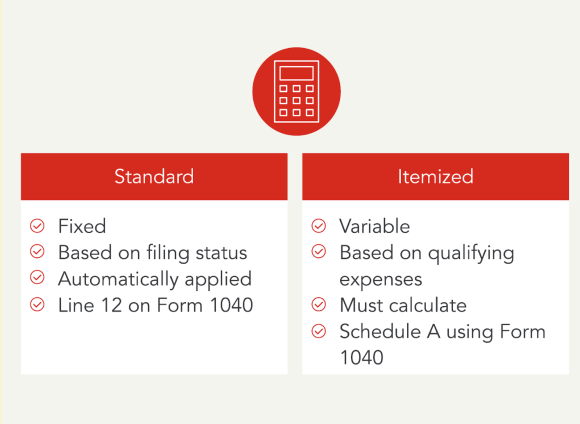 Standard
Fixed
Based on filing status
Automatically applied
Line 12 on Form 1040
Itemized
Variable
Based on qualifying
expenses
Must calculate
Schedule A using Form
1040